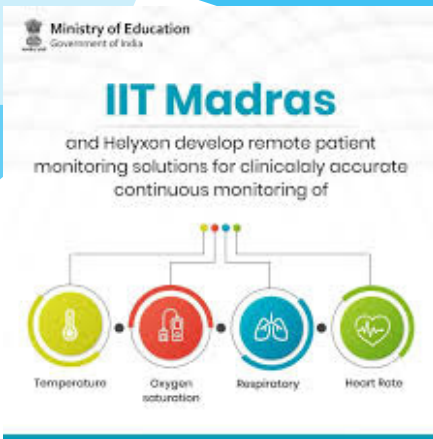 Ministry of Education
Government of India
IIT Madras
and Helyxon develop remote patient
monitoring solutions for clinicalaly accurate
continuous monitoring of
Temperature
Oxygen
saturation
Respiratory
Heart Rate